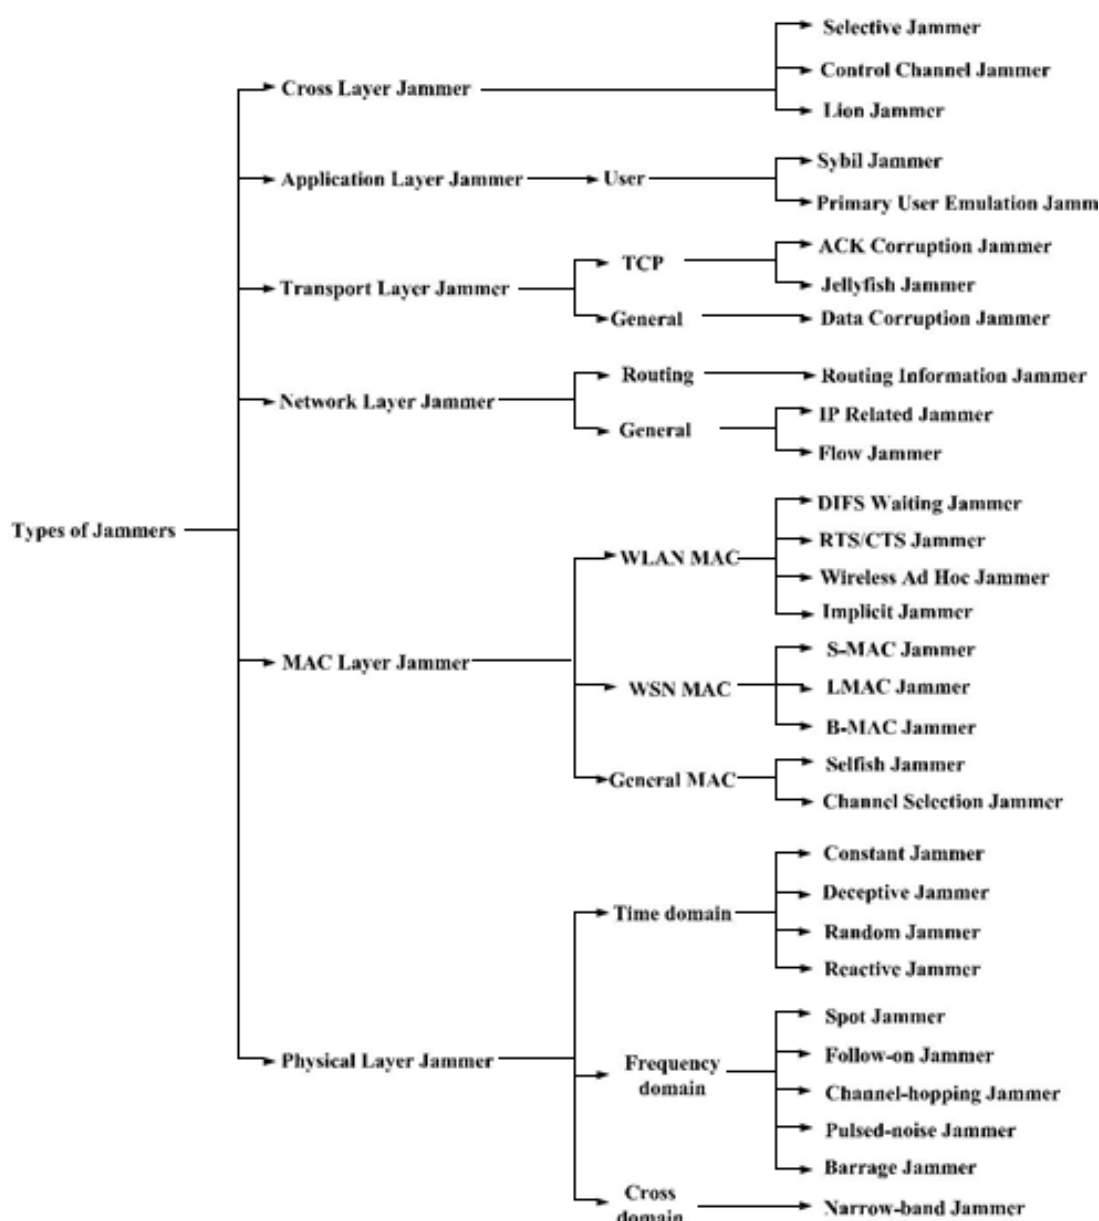 Types of Jammers
Cross Layer Jammer
Selective Jammer
Control Channel Jammer
Lion Jammer
Application Layer Jammer
User
Sybil Jammer
Primary User Emulation Jamm
Transport Layer Jammer
TCP
ACK Corruption Jammer
Jellyfish Jammer
General
Data Corruption Jammer
Network Layer Jammer
Routing
Routing Information Jammer
General
IP Related Jammer
Flow Jammer
MAC Layer Jammer
WLAN MAC
DIFS Waiting Jammer
RTS/CTS Jammer
Wireless Ad Hoc Jammer
Implicit Jammer
WSN MAC
S-MAC Jammer
LMAC Jammer
B-MAC Jammer
General MAC
Selfish Jammer
Channel Selection Jammer
Physical Layer Jammer
Time domain
Constant Jammer
Deceptive Jammer
Random Jammer
Reactive Jammer
Frequency
domain
Spot Jammer
Follow-on Jammer
Channel-hopping Jammer
Pulsed-noise Jammer
Barrage Jammer
Cross
domain
Narrow-band Jammer